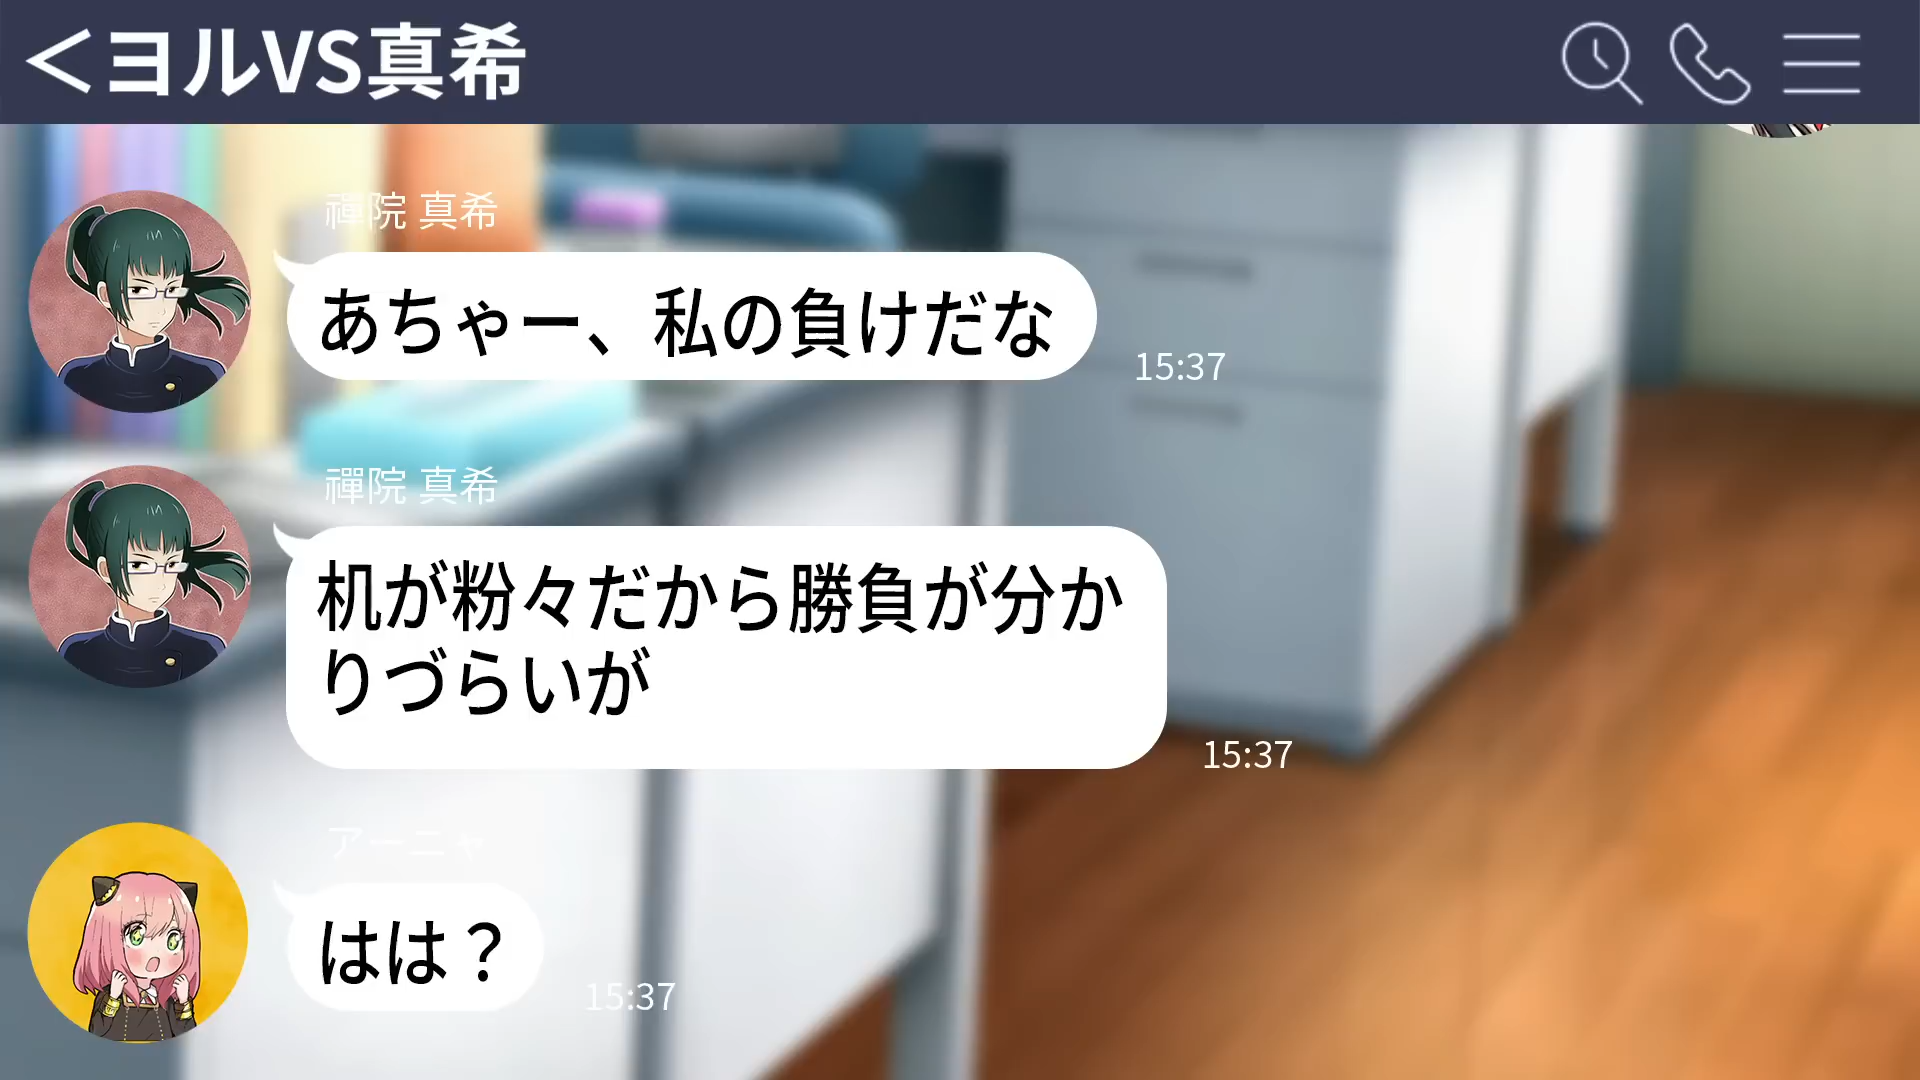 ＜ヨルVS真希
禪院 真希
あちゃー、私の負けだな
15:37
禪院 真希
机が粉々だから勝負が分か
りづらいが
15:37
アーニャ
はは？
15:37